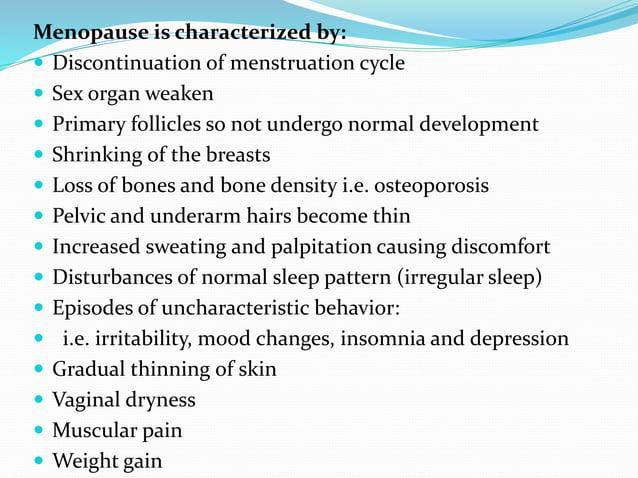 Menopause is characterized by:
• Discontinuation of menstruation cycle
• Sex organ weaken
• Primary follicles so not undergo normal development
• Shrinking of the breasts
• Loss of bones and bone density i.e. osteoporosis
• Pelvic and underarm hairs become thin
• Increased sweating and palpitation causing discomfort
• Disturbances of normal sleep pattern (irregular sleep)
• Episodes of uncharacteristic behavior:
• i.e. irritability, mood changes, insomnia and depression
• Gradual thinning of skin
• Vaginal dryness
• Muscular pain
• Weight gain